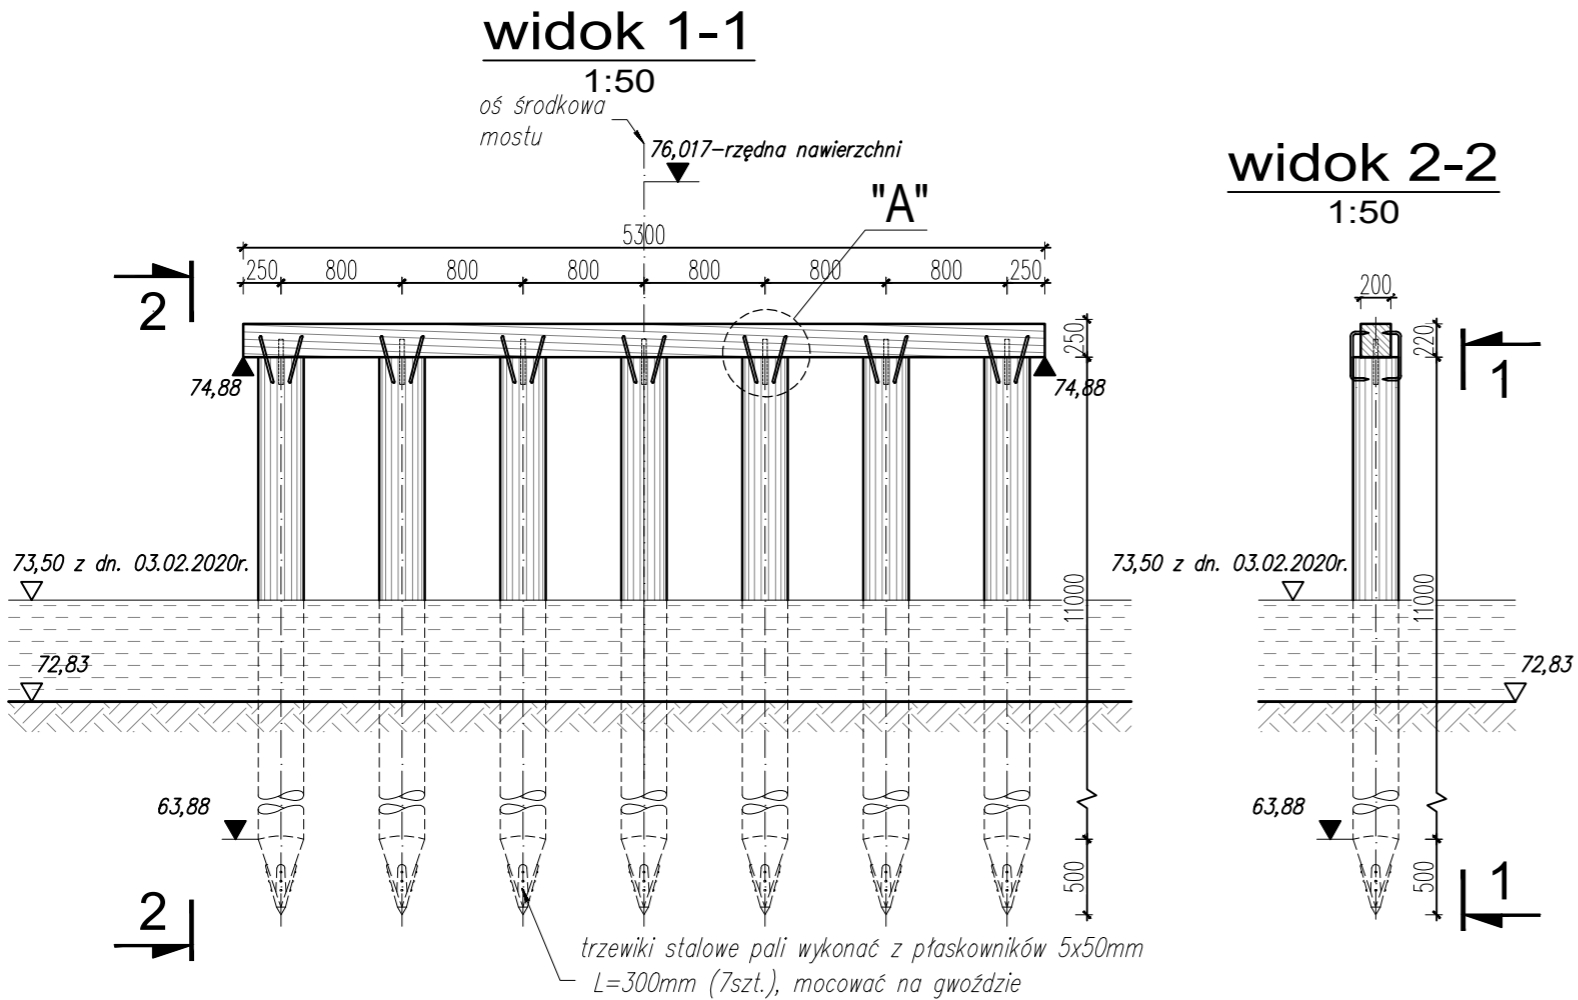 widok 1-1
1:50
oś środkowa
mostu
76,017-rzędna nawierzchni
"A"
5300
250 800 800 800 800 800 800 250
2
250
74,88
74,88
73,50 z dn. 03.02.2020r.
11000
72,83
63,88
500
2
trzewiki stalowe pali wykonać z płaskowników 5x50mm
L=300mm (7szt.), mocować na gwoździe
widok 2-2
1:50
200
220
1
73,50 z dn. 03.02.2020r.
11000
72,83
63,88
500
1